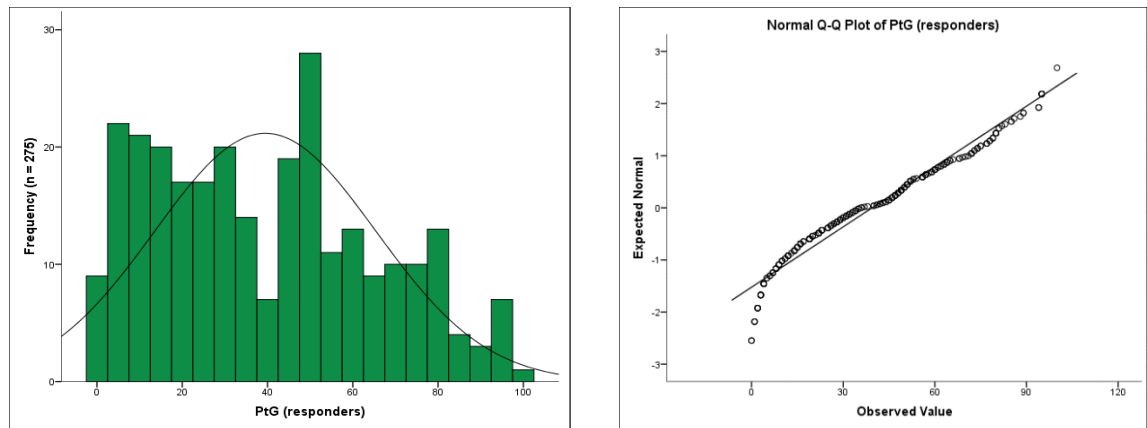 30
20
10
0
Frequency (n = 275)
0 20 40 60 80 100
PtG (responders)
Normal Q-Q Plot of PtG (responders)
3
2
1
0
-1
-2
-3
Expected Normal
0 30 60 90 120
Observed Value